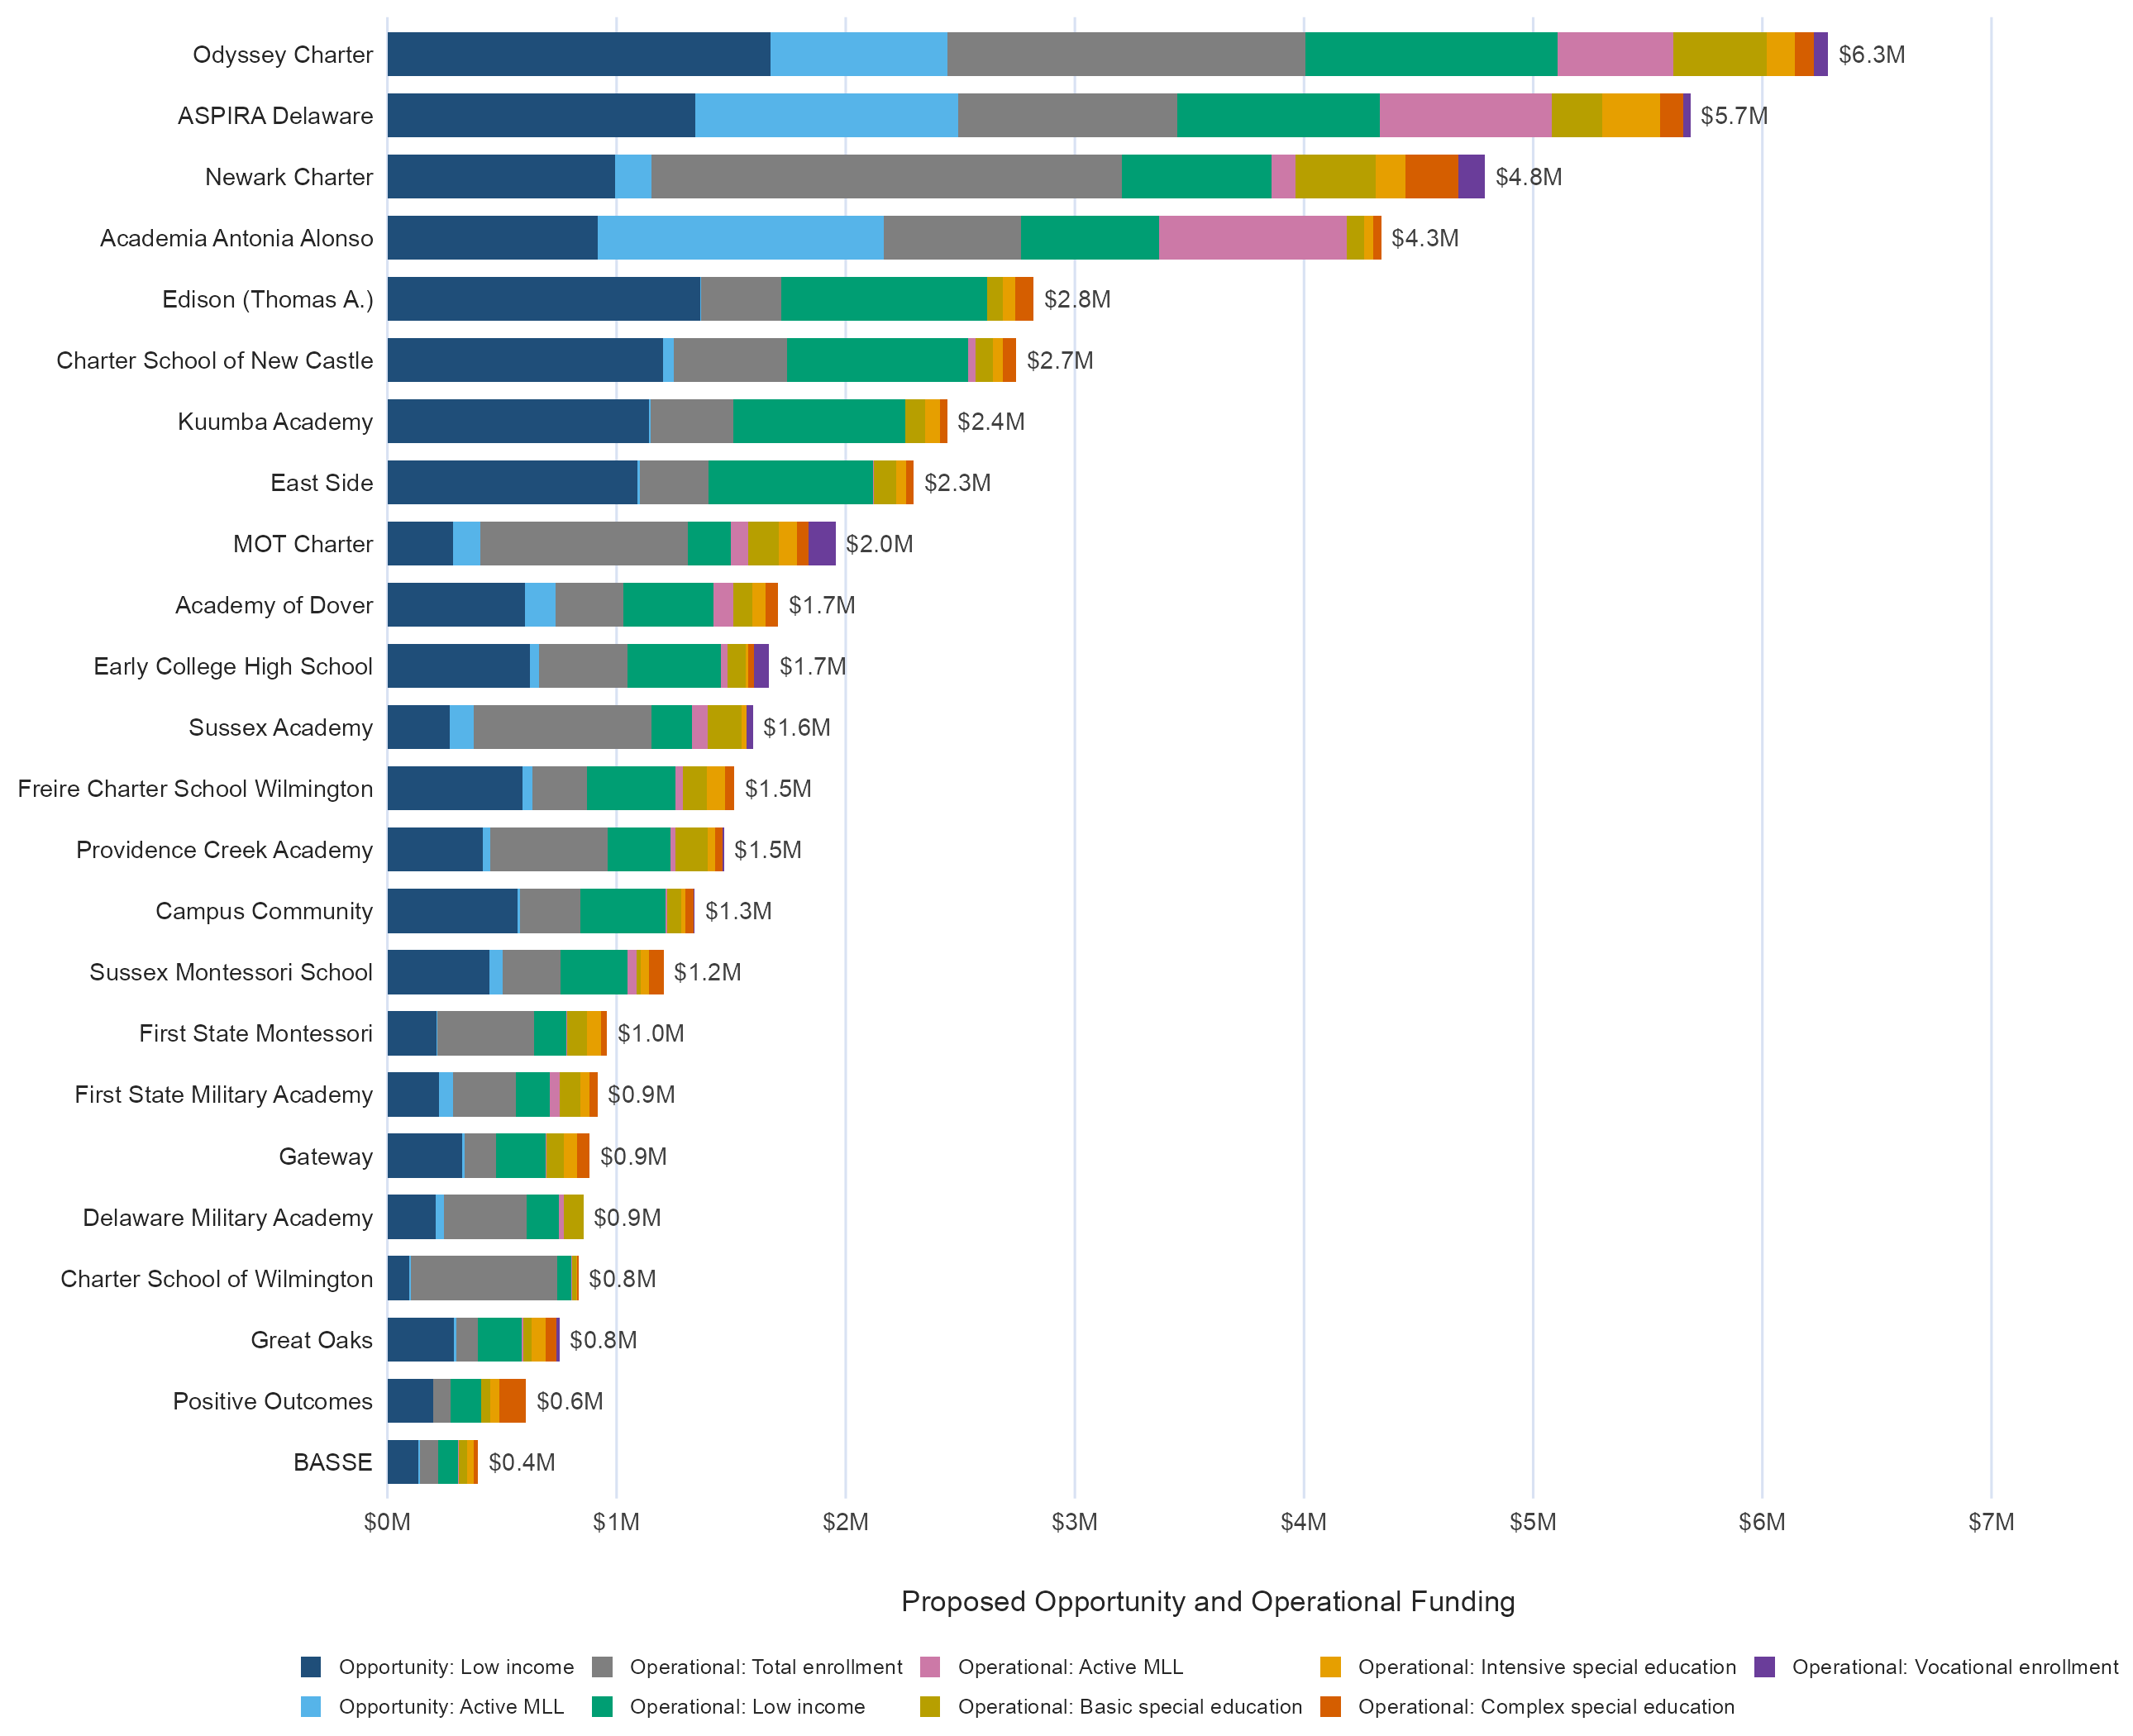 Odyssey Charter $6.3M
ASPIRA Delaware $5.7M
Newark Charter $4.8M
Academia Antonia Alonso $4.3M
Edison (Thomas A.) $2.8M
Charter School of New Castle $2.7M
Kuumba Academy $2.4M
East Side $2.3M
MOT Charter $2.0M
Academy of Dover $1.7M
Early College High School $1.7M
Sussex Academy $1.6M
Freire Charter School Wilmington $1.5M
Providence Creek Academy $1.5M
Campus Community $1.3M
Sussex Montessori School $1.2M
First State Montessori $1.0M
First State Military Academy $0.9M
Gateway $0.9M
Delaware Military Academy $0.9M
Charter School of Wilmington $0.8M
Great Oaks $0.8M
Positive Outcomes $0.6M
BASSE $0.4M
$0M $1M $2M $3M $4M $5M $6M $7M
Proposed Opportunity and Operational Funding
Opportunity: Low income Operational: Total enrollment Operational: Active MLL Operational: Intensive special education Operational: Vocational enrollment
Opportunity: Active MLL Operational: Low income Operational: Basic special education Operational: Complex special education